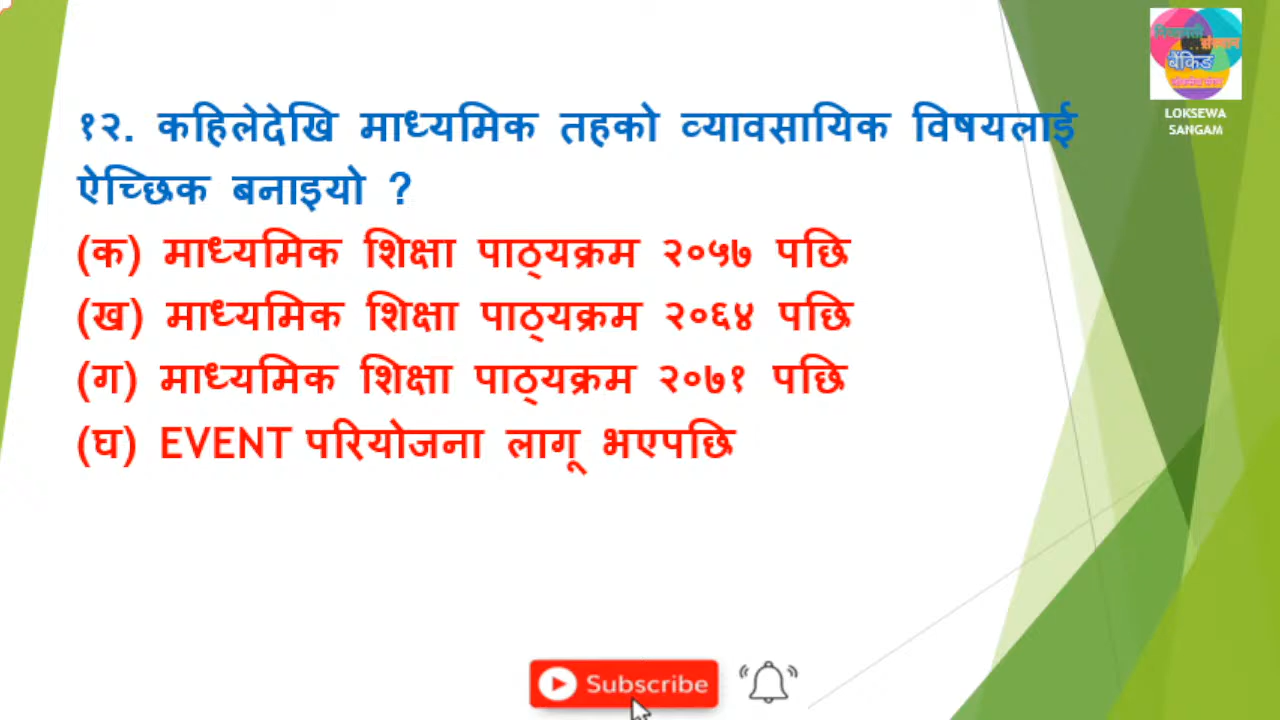 १२. कहिलेदेखि माध्यमिक तहको व्यावसायिक विषयलाई
ऐच्छिक बनाइयो ?
(क) माध्यमिक शिक्षा पाठ्यक्रम २०५७ पछि
(ख) माध्यमिक शिक्षा पाठ्यक्रम २०६४ पछि
(ग) माध्यमिक शिक्षा पाठ्यक्रम २०७१ पछि
(घ) EVENT परियोजना लागू भएपछि
बैंकिङ
LOKSEWA
SANGAM
Subscribe